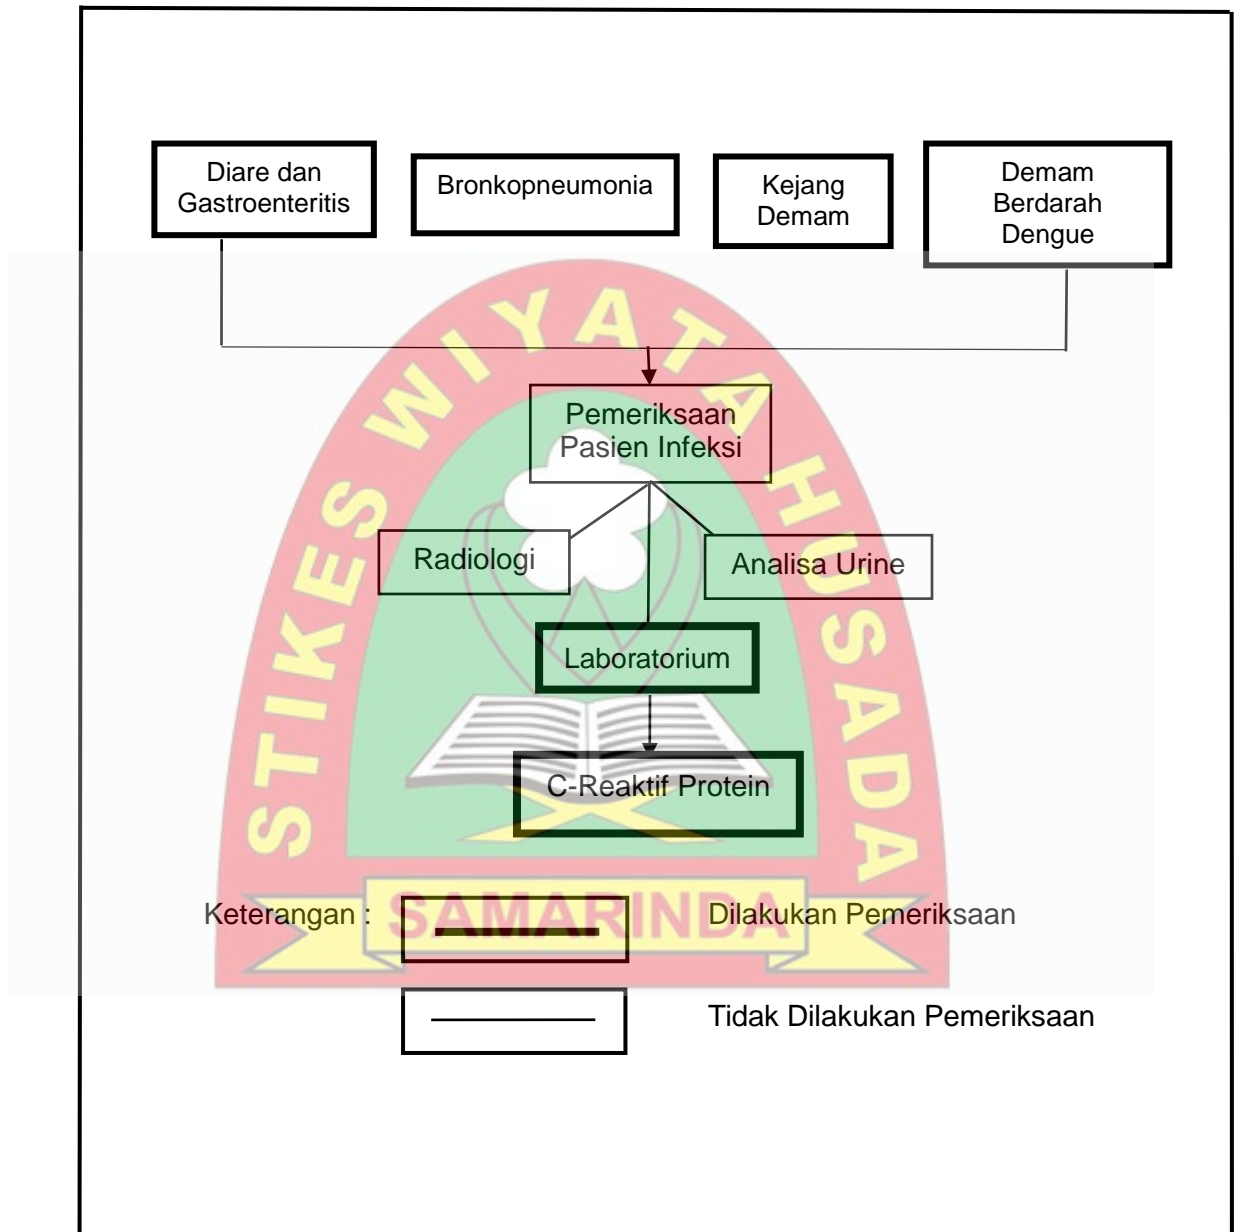 Diare dan
Gastroenteritis
Bronkopneumonia
Kejang
Demam
Demam
Berdarah
Dengue
Pemeriksaan
Pasien Infeksi
Radiologi
Analisa Urine
Laboratorium
C-Reaktif Protein
Keterangan :
Dilakukan Pemeriksaan
Tidak Dilakukan Pemeriksaan
STIKES WIYATA HUSADA
SAMARINDA